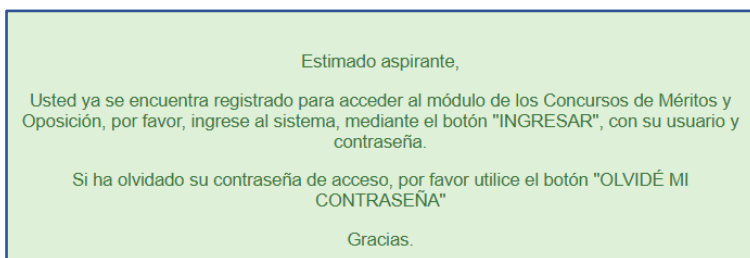 Estimado aspirante,
Usted ya se encuentra registrado para acceder al módulo de los Concursos de Méritos y
Oposición, por favor, ingrese al sistema, mediante el botón "INGRESAR", con su usuario y
contraseña.
Si ha olvidado su contraseña de acceso, por favor utilice el botón "OLVIDÉ MI
CONTRASEÑA"
Gracias.